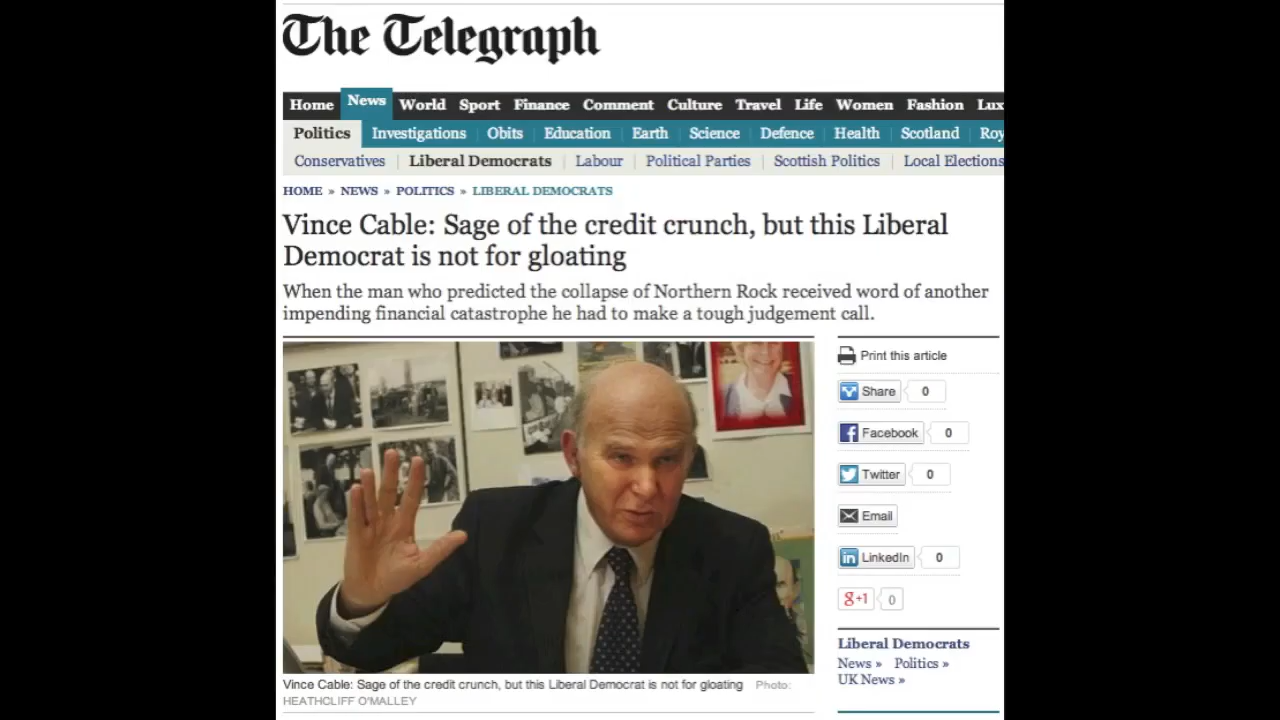 The Telegraph
Home News World Sport Finance Comment Culture Travel Life Women Fashion Lux
Politics Investigations Obits Education Earth Science Defence Health Scotland Roy
Conservatives Liberal Democrats Labour Political Parties Scottish Politics Local Elections
HOME » NEWS » POLITICS » LIBERAL DEMOCRATS
Vince Cable: Sage of the credit crunch, but this Liberal
Democrat is not for gloating
When the man who predicted the collapse of Northern Rock received word of another
impending financial catastrophe he had to make a tough judgement call.
Print this article
Share 0
Facebook 0
Twitter 0
Email
LinkedIn 0
g+1 0
Liberal Democrats
News » Politics »
UK News »
Vince Cable: Sage of the credit crunch, but this Liberal Democrat is not for gloating Photo:
HEATHCLIFF O'MALLEY